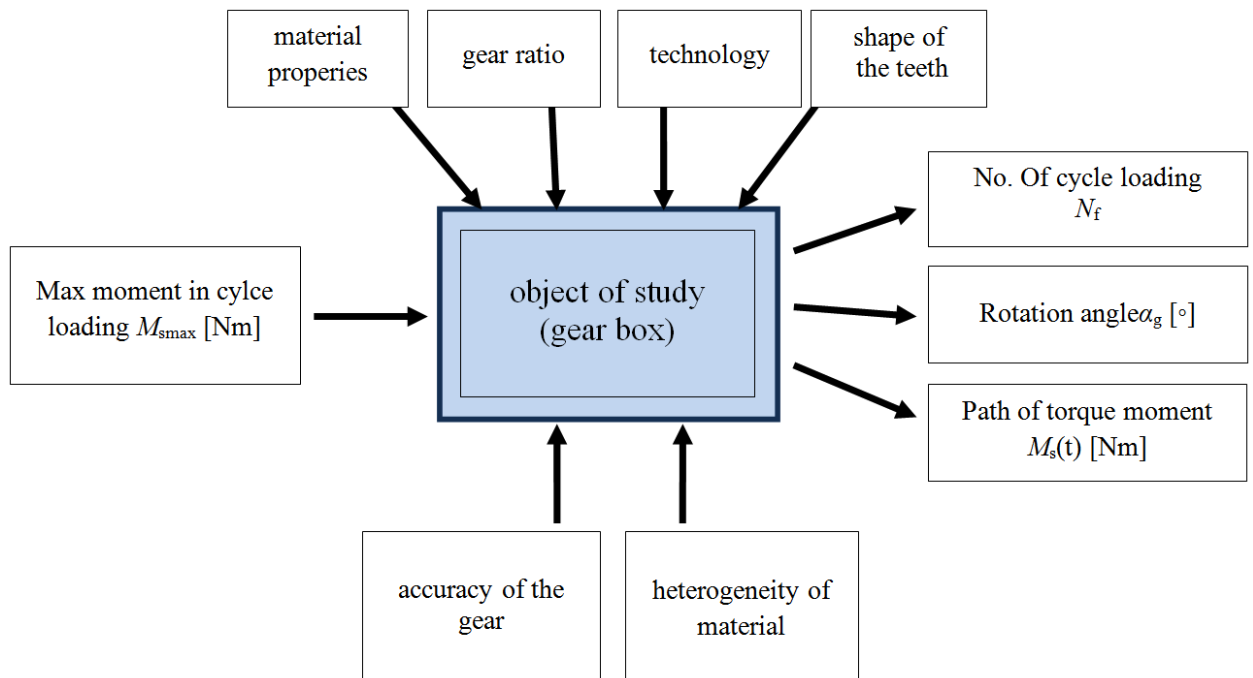 material
properies
gear ratio
technology
shape of
the teeth
No. Of cycle loading
Nf
Max moment in cylce
loading Msmax [Nm]
object of study
(gear box)
Rotation angleαg [∘]
Path of torque moment
Ms(t) [Nm]
accuracy of the
gear
heterogeneity of
material